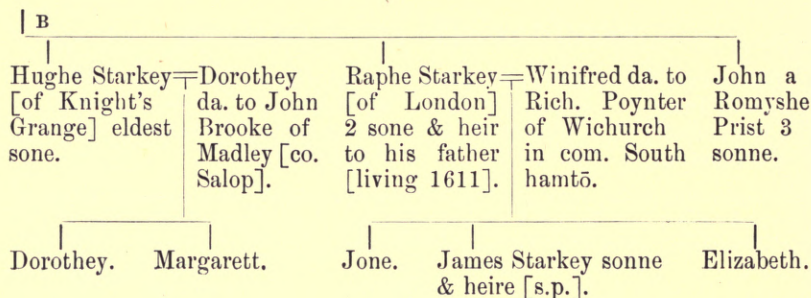 B
Hughe Starkey
[of Knight's
Grange] eldest
sone.
Dorothey
da. to John
Brooke of
Madley [co.
Salop].
Raphe Starkey
[of London]
2 sone & heir
to his father
[living 1611].
Winifred da. to
Rich. Poynter
of Wichurch
in com. South
hamtō.
John a
Romyshe
Prist 3
sonne.
Dorothey.
Margarett.
Jone.
James Starkey sonne
& heire [s.p.].
Elizabeth.